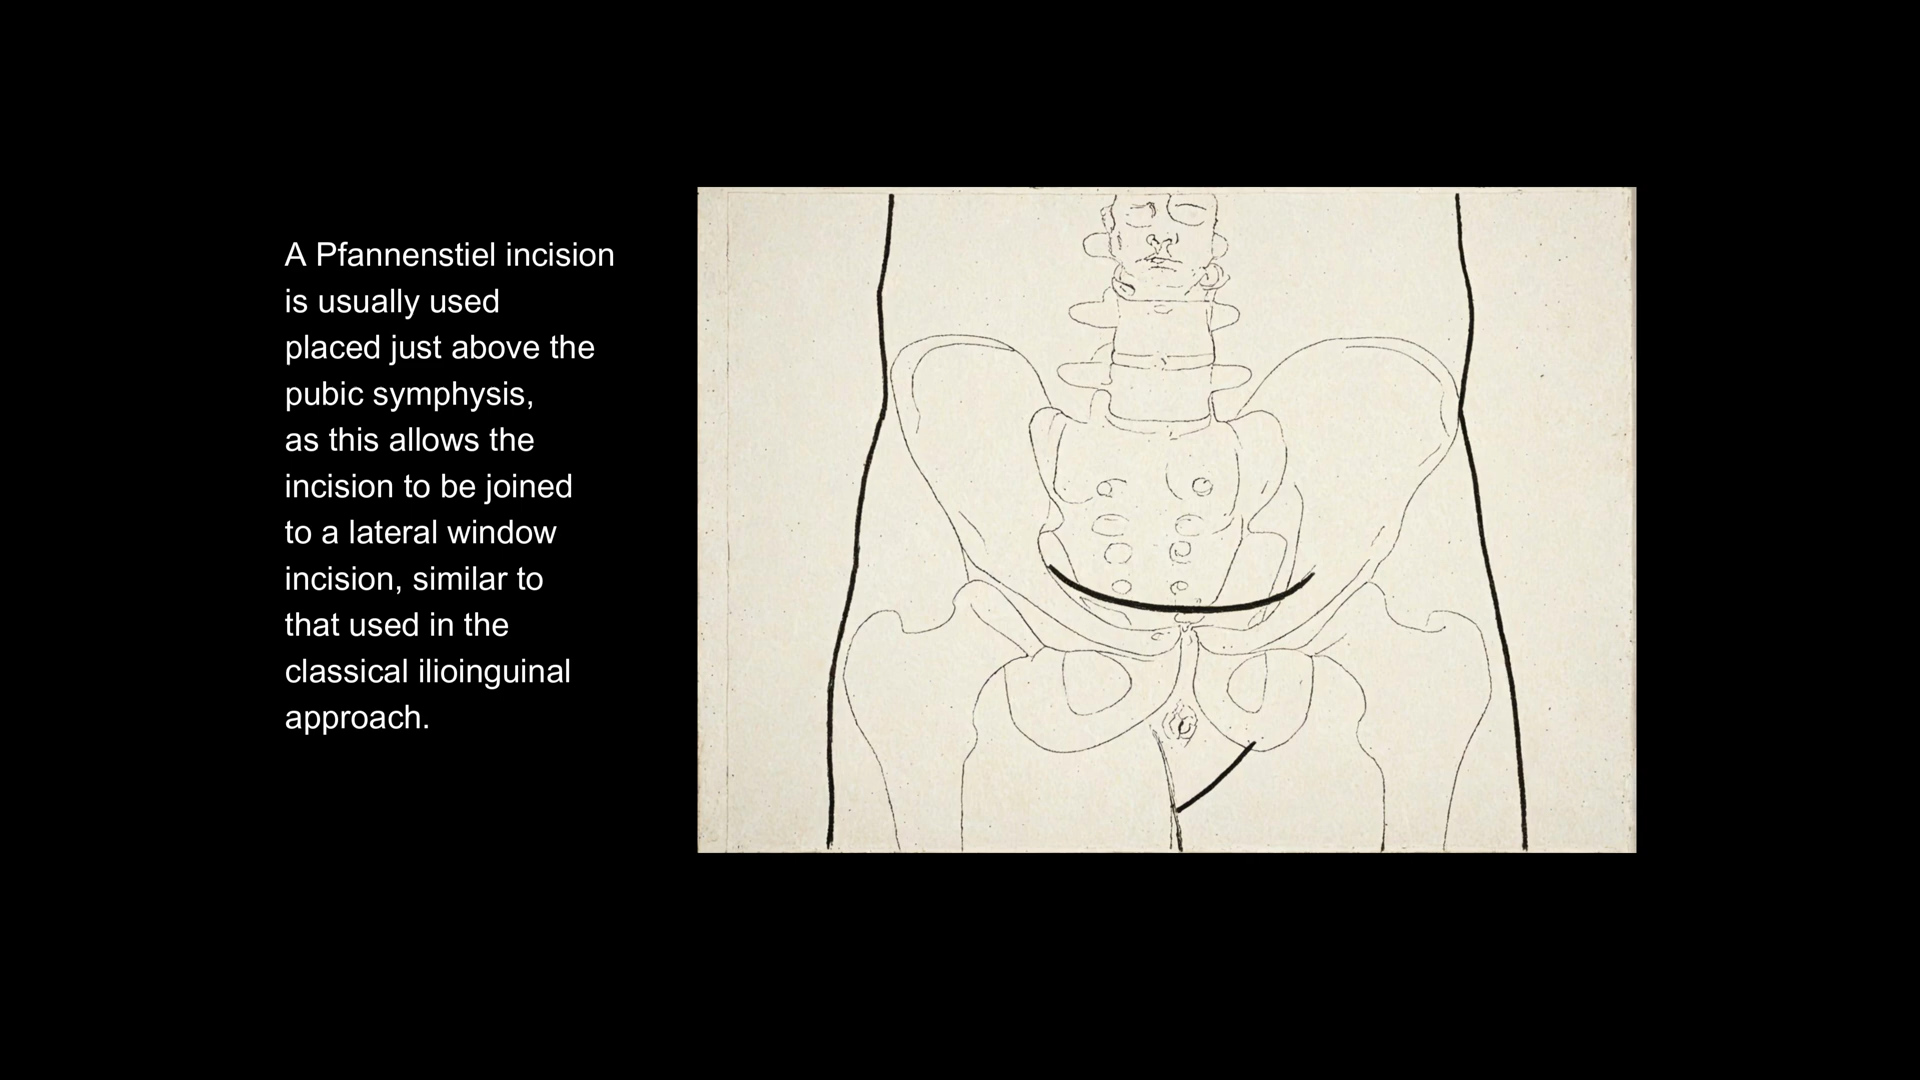 A Pfannenstiel incision
is usually used
placed just above the
pubic symphysis,
as this allows the
incision to be joined
to a lateral window
incision, similar to
that used in the
classical ilioinguinal
approach.